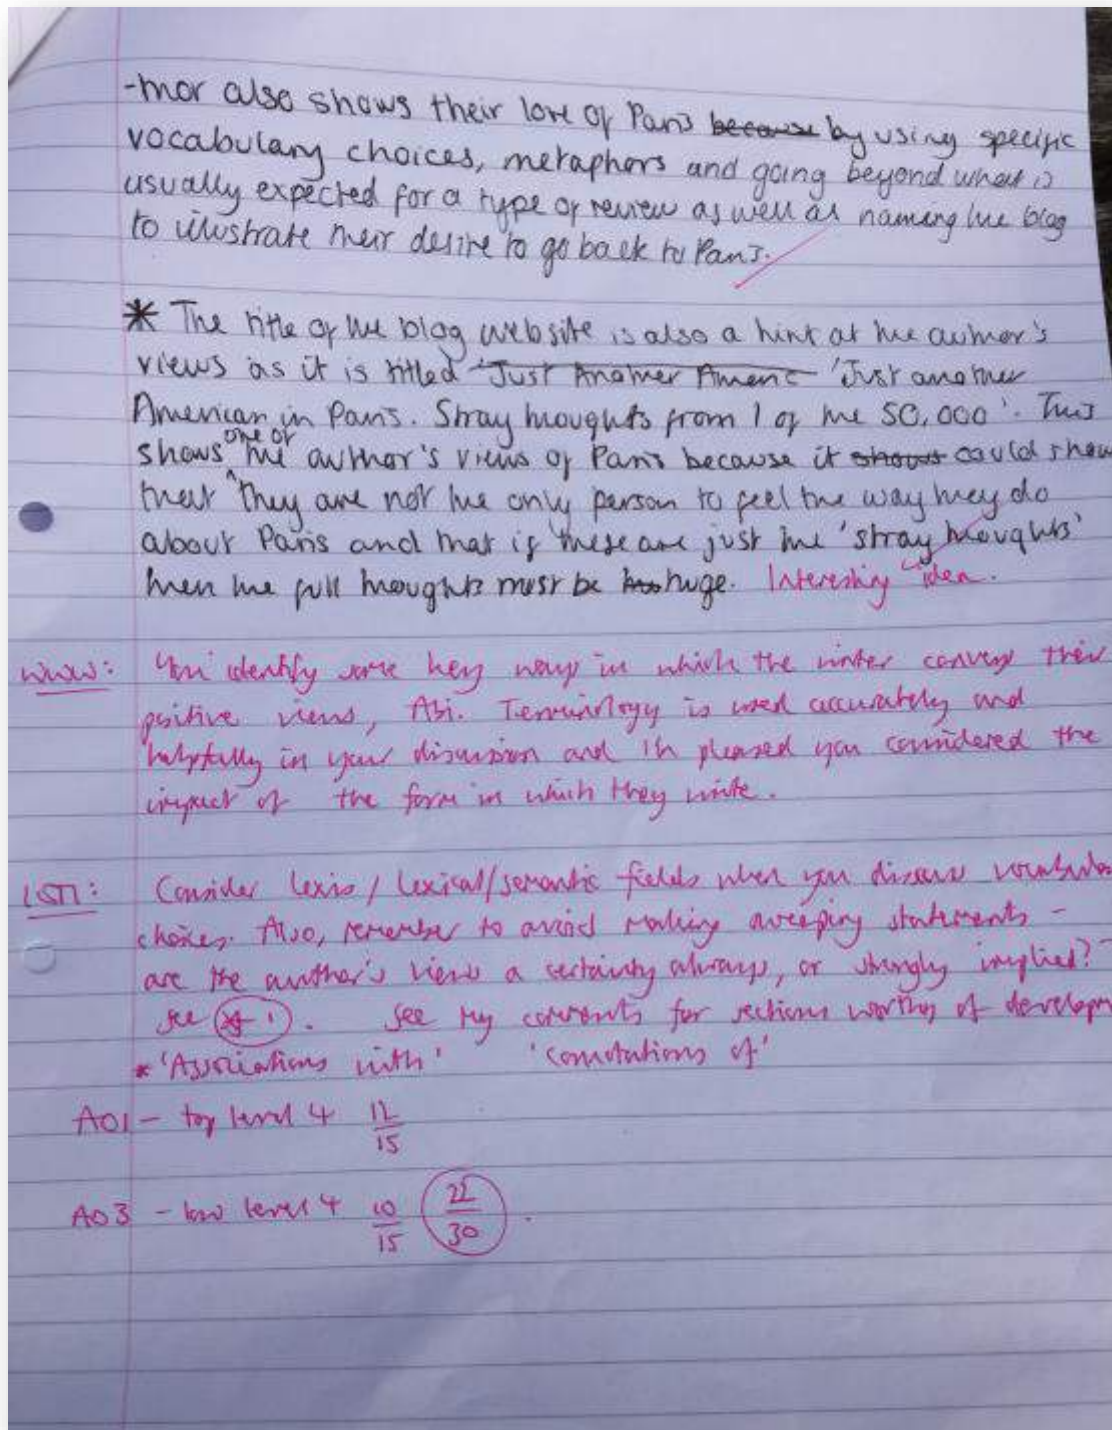 -mor also shows their love of Paris because by using specific
vocabulary choices, metaphors and going beyond what is
usually expected for a type of review as well as naming the blog
to illustrate their desire to go back to Paris.
* The title of the blog website is also a hint at the author's
views as it is titled 'Just Another Americ 'Just another
American in Paris. Stray thoughts from 1 of the 50,000'. This
shows one of the author's views of Paris because it shows could show
that they are not the only person to feel the way they do
about Paris and that if these are just the 'stray thoughts'
then the full thoughts must be huge. Interesting idea.
WWW: You identify some key ways in which the writer conveys their
positive views, Abi. Terminology is used accurately and
helpfully in your discussion and I'm pleased you considered the
impact of the form in which they write.
Consider lexis / lexical/semantic fields when you discuss vocabular
choices. Also, remember to avoid making sweeping statements -
are the author's views a certainty always, or strongly implied?
see * 1. See my comments for sections worthy of developm
* 'Associations with' 'connotations of'
AO1 - top level 4 12/15
AO3 - low level 4 10/15 22/30.